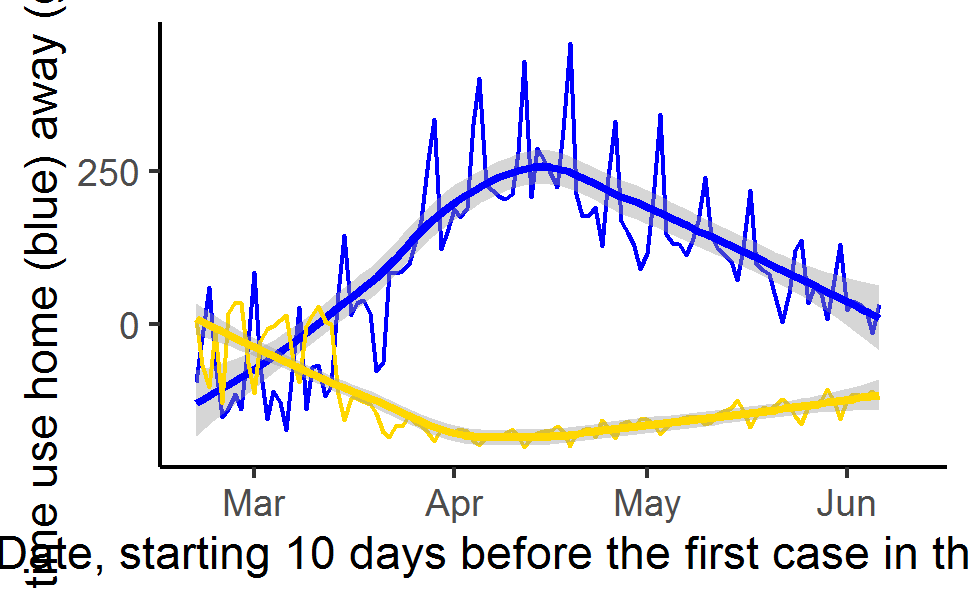 time use home (blue) away (
250
0
Mar Apr May Jun
Date, starting 10 days before the first case in th